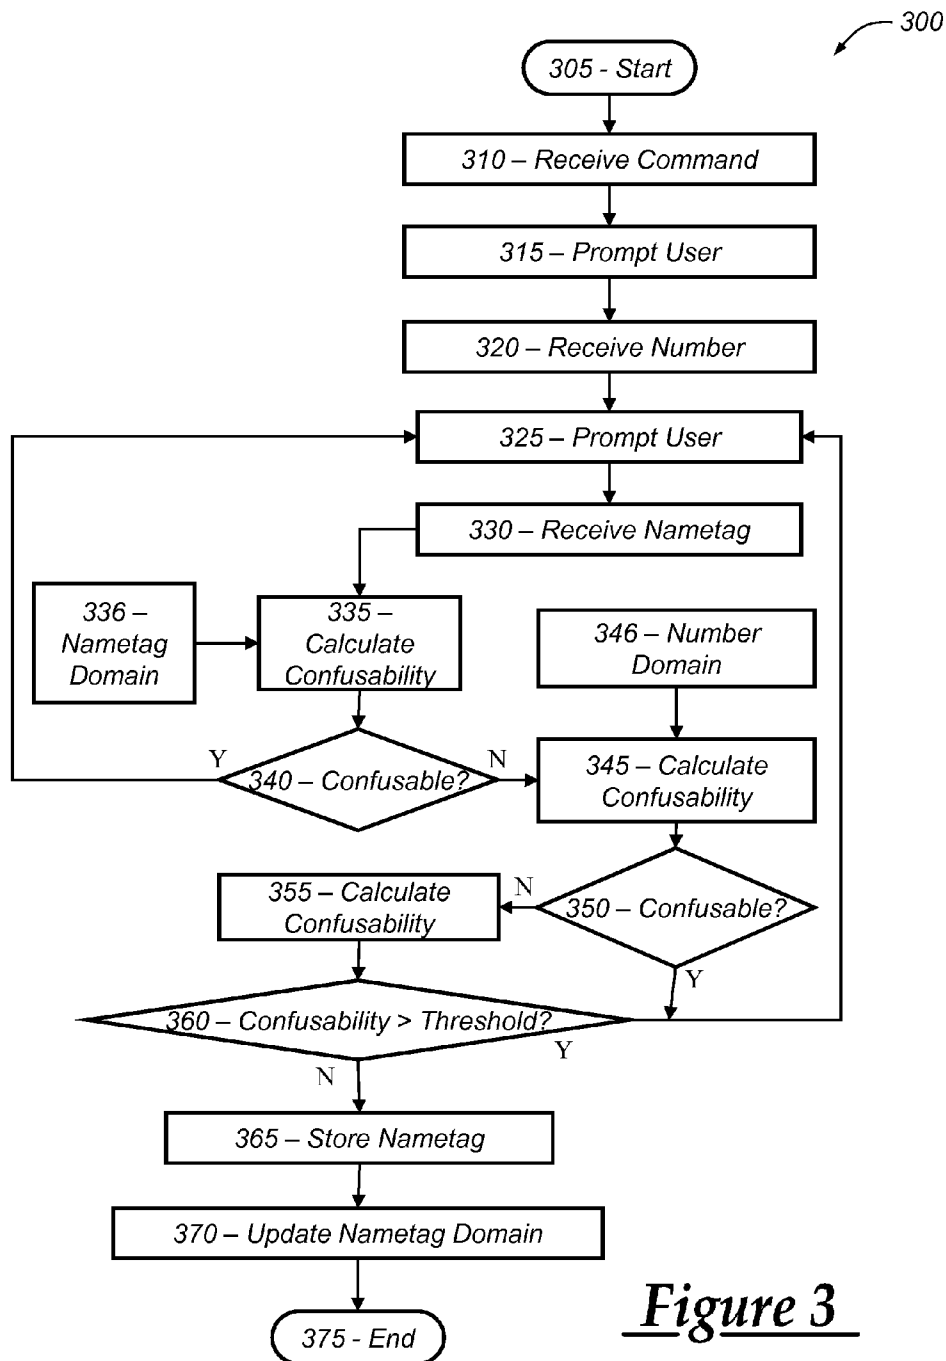 300
305 - Start
310 – Receive Command
315 – Prompt User
320 – Receive Number
325 – Prompt User
330 – Receive Nametag
336 –
Nametag
Domain
335 –
Calculate
Confusability
346 – Number
Domain
Y
340 – Confusable?
N
345 – Calculate
Confusability
355 – Calculate
Confusability
N
350 – Confusable?
Y
360 – Confusability > Threshold?
Y
N
365 – Store Nametag
370 – Update Nametag Domain
375 - End
Figure 3